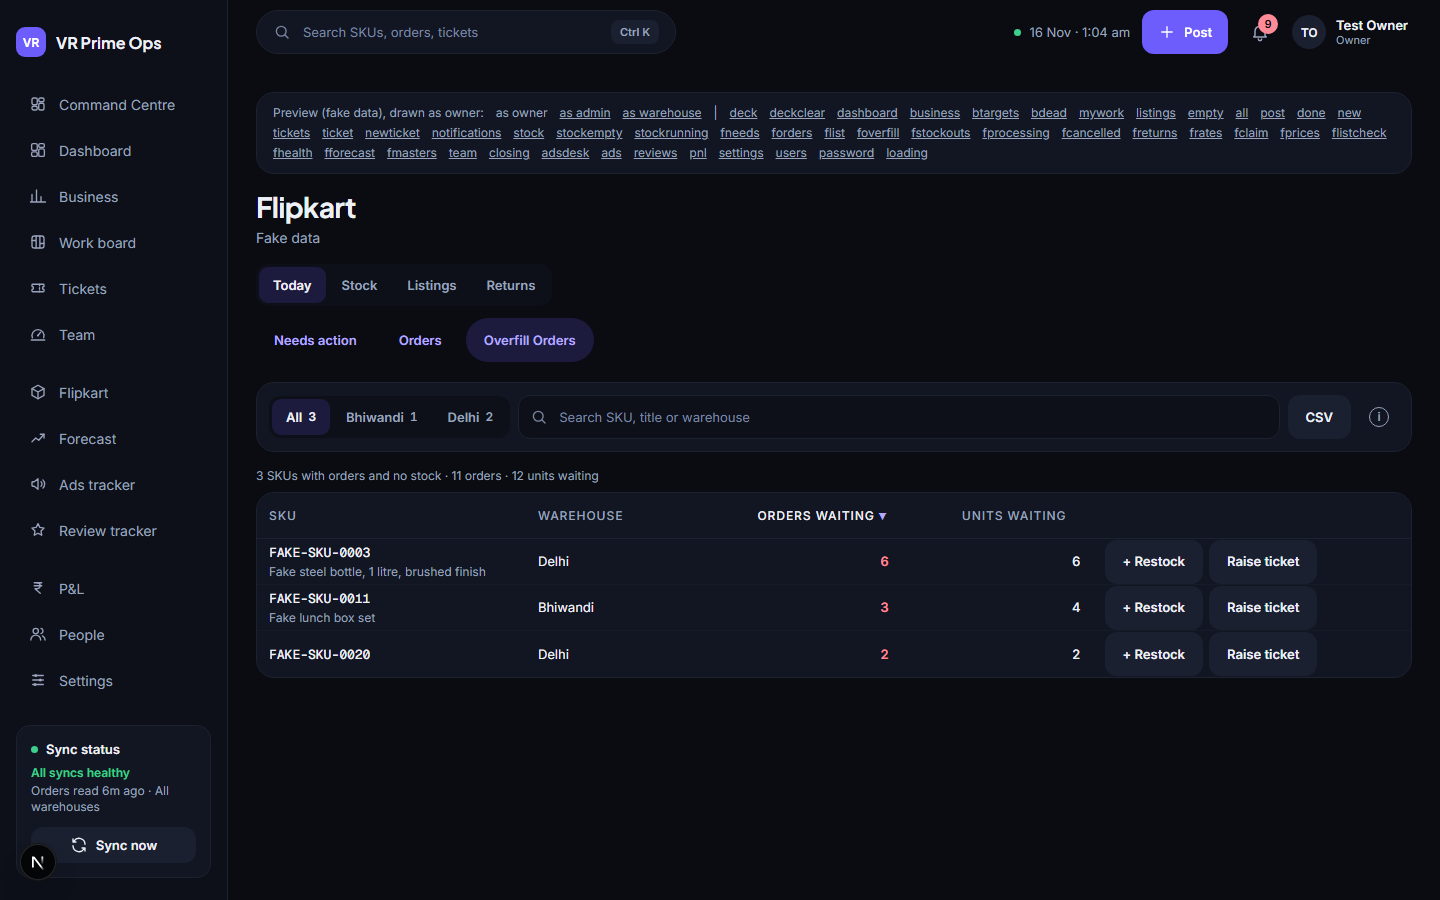 VR VR Prime Ops
Search SKUs, orders, tickets Ctrl K
16 Nov · 1:04 am
+ Post
9
TO Test Owner
Owner
Command Centre
Dashboard
Business
Work board
Tickets
Team
Flipkart
Forecast
Ads tracker
Review tracker
P&L
People
Settings
Sync status
All syncs healthy
Orders read 6m ago · All
warehouses
Sync now
N
Preview (fake data), drawn as owner: as owner as admin as warehouse | deck deckclear dashboard business btargets bdead mywork listings empty all post done new
tickets ticket newticket notifications stock stockempty stockrunning fneeds forders flist foverfill fstockouts fprocessing fcancelled freturns frates fclaim fprices flistcheck
fhealth fforecast fmasters team closing adsdesk ads reviews pnl settings users password loading
Flipkart
Fake data
Today Stock Listings Returns
Needs action Orders Overfill Orders
All 3 Bhiwandi 1 Delhi 2 Search SKU, title or warehouse CSV i
3 SKUs with orders and no stock · 11 orders · 12 units waiting
SKU WAREHOUSE ORDERS WAITING ▼ UNITS WAITING
FAKE-SKU-0003 Delhi 6 6 + Restock Raise ticket
Fake steel bottle, 1 litre, brushed finish
FAKE-SKU-0011 Bhiwandi 3 4 + Restock Raise ticket
Fake lunch box set
FAKE-SKU-0020 Delhi 2 2 + Restock Raise ticket